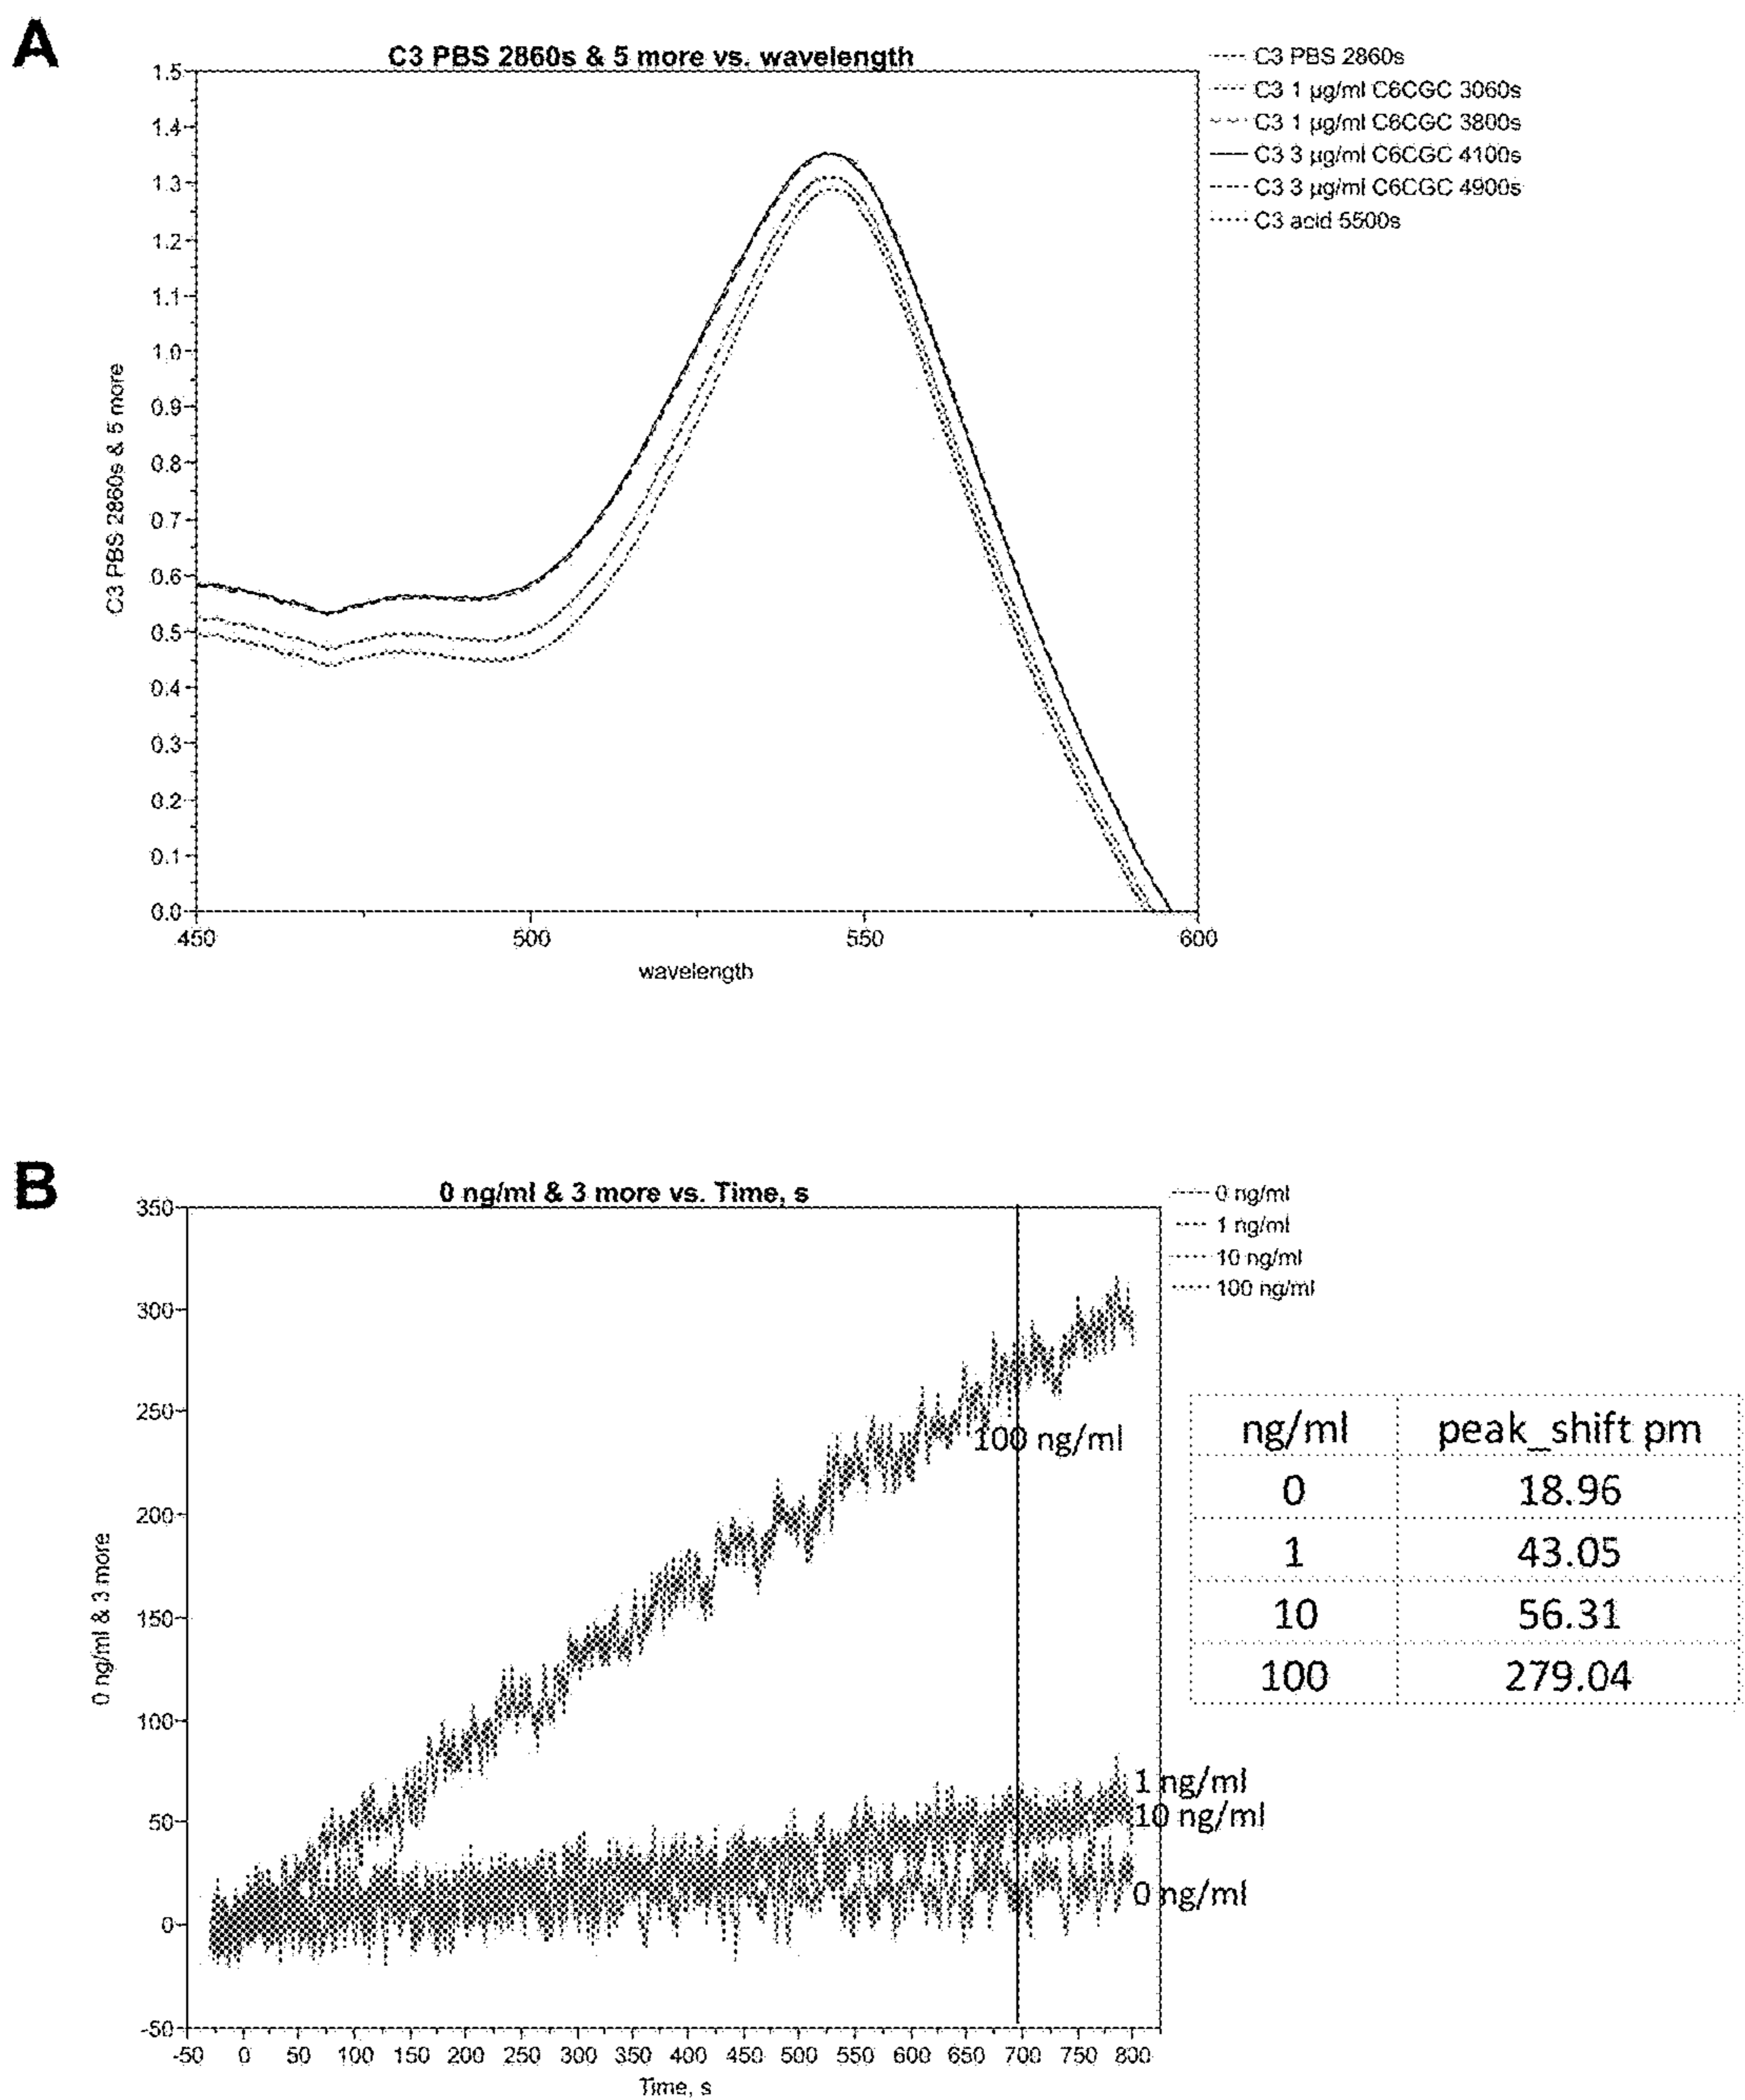 A
C3 PBS 2860s & 5 more vs. wavelength
C3 PBS 2860s
C3 1 µg/ml C6CGC 3060s
C3 1 µg/ml C6CGC 3800s
C3 3 µg/ml C6CGC 4100s
C3 3 µg/ml C6CGC 4900s
C3 acid 5500s
1.5
1.4
1.3
1.2
1.1
1.0
0.9
0.8
0.7
0.6
0.5
0.4
0.3
0.2
0.1
0.0
C3 PBS 2860s & 5 more
450 500 550 600
wavelength
B
0 ng/ml & 3 more vs. Time, s
0 ng/ml
1 ng/ml
10 ng/ml
100 ng/ml
350
300
250
200
150
100
50
0
-50
0 ng/ml & 3 more
100 ng/ml
1 ng/ml
10 ng/ml
0 ng/ml
-50 0 50 100 150 200 250 300 350 400 450 500 550 600 650 700 750 800
Time, s
ng/ml peak_shift pm
0 18.96
1 43.05
10 56.31
100 279.04